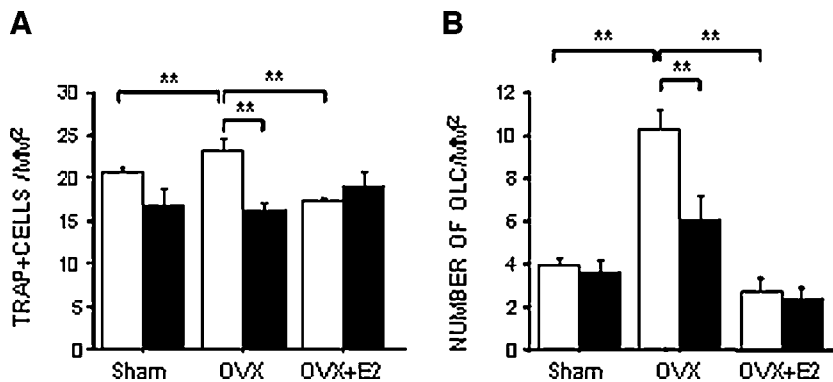 A
**
**
**
30
25
20
15
10
5
0
TRAP+CELLS /MM2
Sham
OVX
OVX+E2
B
**
**
**
12
10
8
6
4
2
0
NUMBER OF OLC/MM2
Sham
OVX
OVX+E2